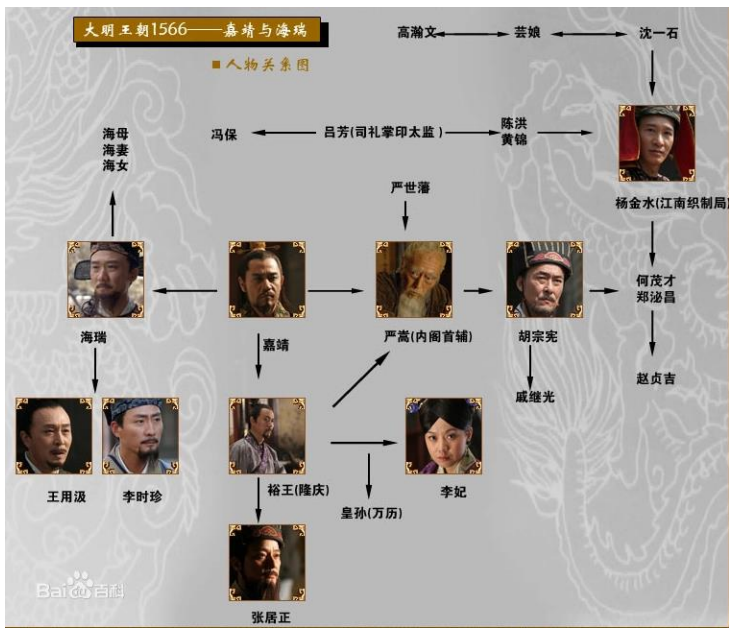 大明王朝1566——嘉靖与海瑞
■人物关系图
高瀚文
芸娘
沈一石
海母
海妻
海女
冯保
吕芳(司礼掌印太监)
陈洪
黄锦
杨金水(江南织制局)
严世藩
海瑞
嘉靖
严嵩(内阁首辅)
胡宗宪
何茂才
郑泌昌
赵贞吉
戚继光
王用汲
李时珍
裕王(隆庆)
李妃
皇孙(万历)
张居正
Bai百科